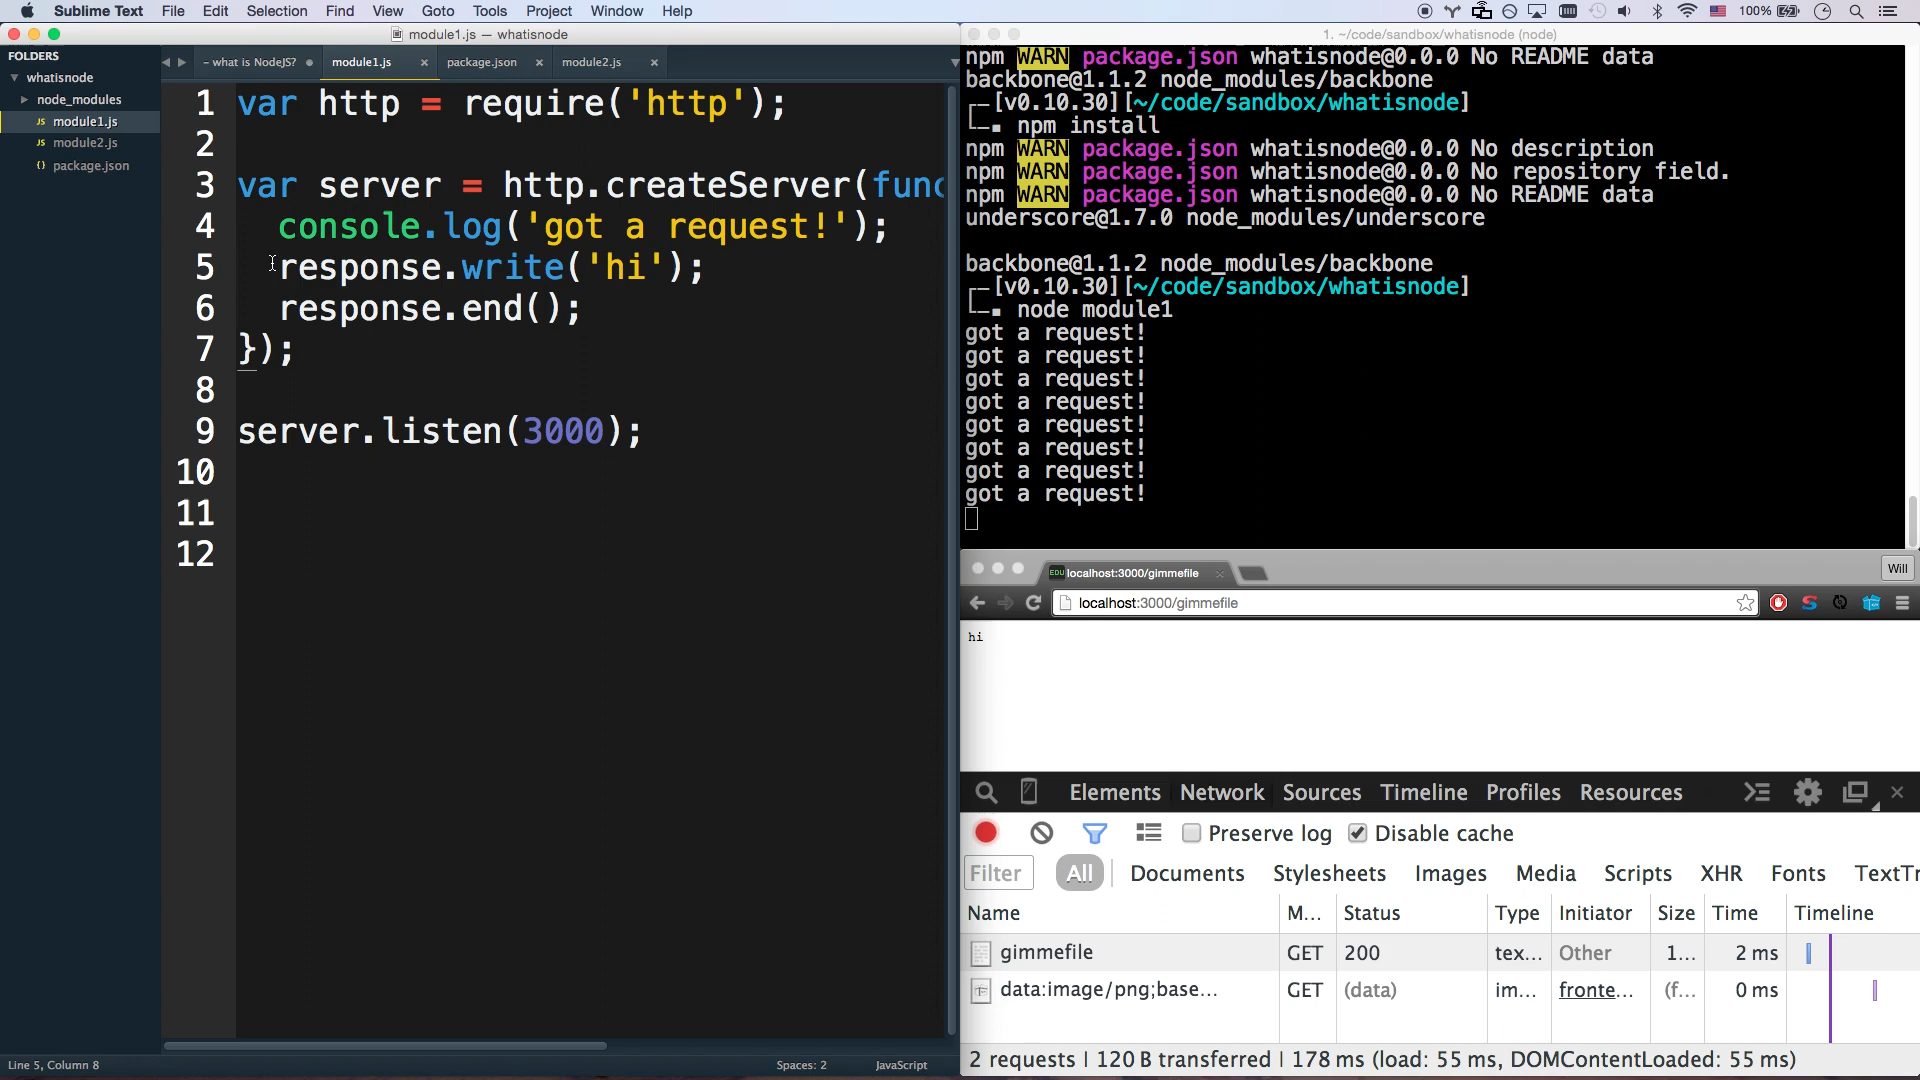 Sublime Text File Edit Selection Find View Goto Tools Project Window Help
100%
module1.js — whatisnode
FOLDERS
whatisnode
node_modules
JS module1.js
JS module2.js
{} package.json
- what is NodeJS?
module1.js ×
package.json ×
module2.js ×
1 var http = require('http');
2
3 var server = http.createServer(func
4 console.log('got a request!');
5 response.write('hi');
6 response.end();
7 });
8
9 server.listen(3000);
10
11
12
Line 5, Column 8
Spaces: 2
JavaScript
1. ~/code/sandbox/whatisnode (node)
npm WARN package.json whatisnode@0.0.0 No README data
backbone@1.1.2 node_modules/backbone
[v0.10.30][~/code/sandbox/whatisnode]
npm install
npm WARN package.json whatisnode@0.0.0 No description
npm WARN package.json whatisnode@0.0.0 No repository field.
npm WARN package.json whatisnode@0.0.0 No README data
underscore@1.7.0 node_modules/underscore
backbone@1.1.2 node_modules/backbone
[v0.10.30][~/code/sandbox/whatisnode]
node module1
got a request!
got a request!
got a request!
got a request!
got a request!
got a request!
got a request!
got a request!
EDU localhost:3000/gimmefile ×
Will
localhost:3000/gimmefile
hi
Elements Network Sources Timeline Profiles Resources
Preserve log Disable cache
Filter All Documents Stylesheets Images Media Scripts XHR Fonts TextTr
Name M... Status Type Initiator Size Time Timeline
gimmefile GET 200 tex... Other 1... 2 ms
data:image/png;base... GET (data) im... fronte... (f... 0 ms
2 requests | 120 B transferred | 178 ms (load: 55 ms, DOMContentLoaded: 55 ms)